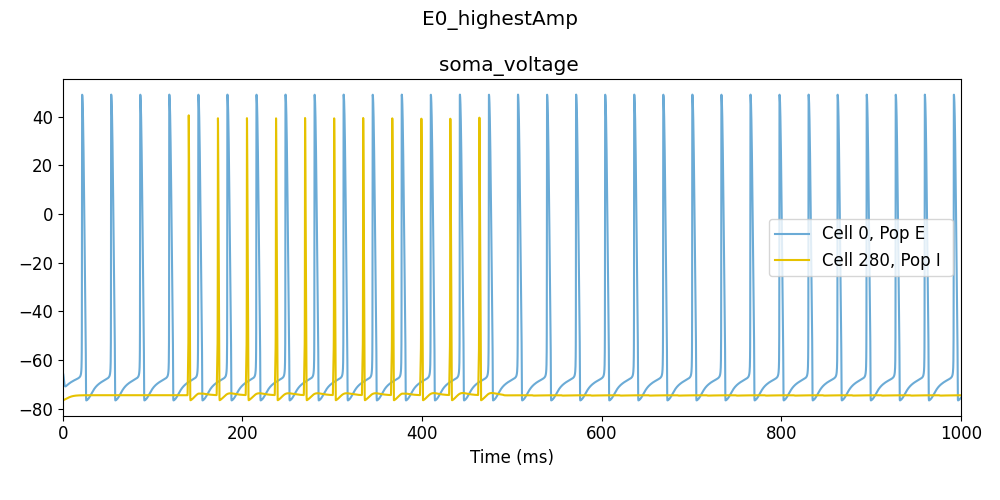 E0_highestAmp
soma_voltage
40
20
0
−20
−40
−60
−80
Cell 0, Pop E
Cell 280, Pop I
0 200 400 600 800 1000
Time (ms)